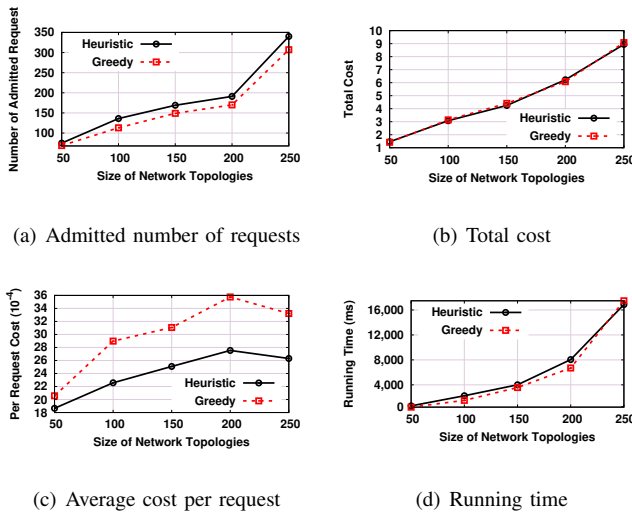 Number of Admitted Request
350
300
250
200
150
100
Heuristic
Greedy
50 100 150 200 250
Size of Network Topologies
(a) Admitted number of requests
Total Cost
10
9
8
7
6
5
4
3
2
1
Heuristic
Greedy
50 100 150 200 250
Size of Network Topologies
(b) Total cost
Per Request Cost (10⁻⁴)
36
34
32
30
28
26
24
22
20
18
Heuristic
Greedy
50 100 150 200 250
Size of Network Topologies
(c) Average cost per request
Running Time (ms)
16,000
12,000
8,000
4,000
0
Heuristic
Greedy
50 100 150 200 250
Size of Network Topologies
(d) Running time